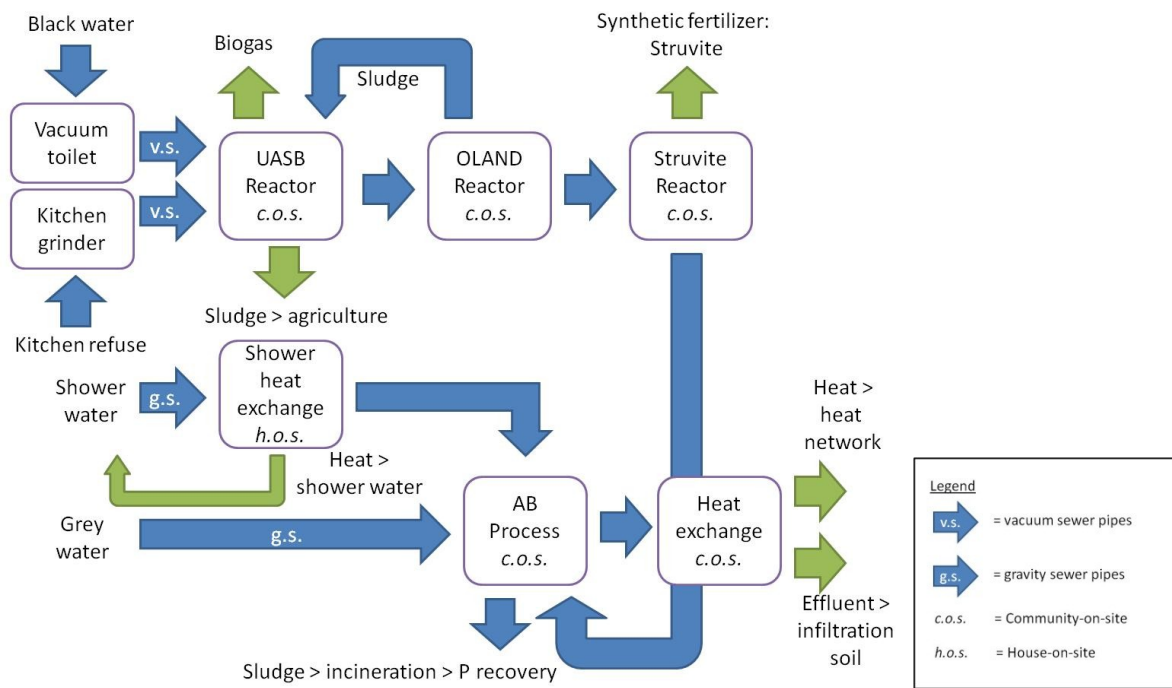 Black water
Biogas
Synthetic fertilizer:
Struvite
Sludge
Vacuum
toilet
v.s.
UASB
Reactor
c.o.s.
OLAND
Reactor
c.o.s.
Struvite
Reactor
c.o.s.
Kitchen
grinder
v.s.
Sludge > agriculture
Kitchen refuse
Shower
water
g.s.
Shower
heat
exchange
h.o.s.
Heat >
shower water
Heat >
heat
network
Grey
water
g.s.
AB
Process
c.o.s.
Heat
exchange
c.o.s.
Effluent >
infiltration
soil
Sludge > incineration > P recovery
Legend
v.s. = vacuum sewer pipes
g.s. = gravity sewer pipes
c.o.s. = Community-on-site
h.o.s. = House-on-site